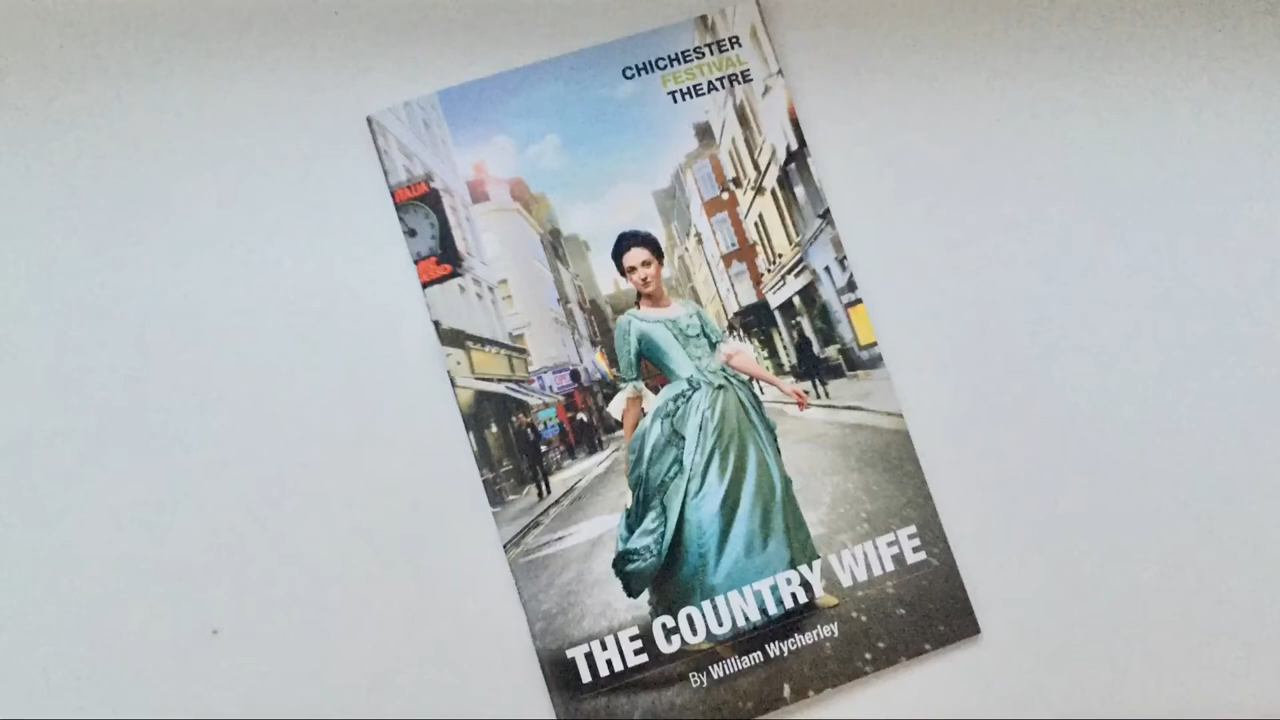 CHICHESTER
FESTIVAL
THEATRE
THE COUNTRY WIFE
By William Wycherley